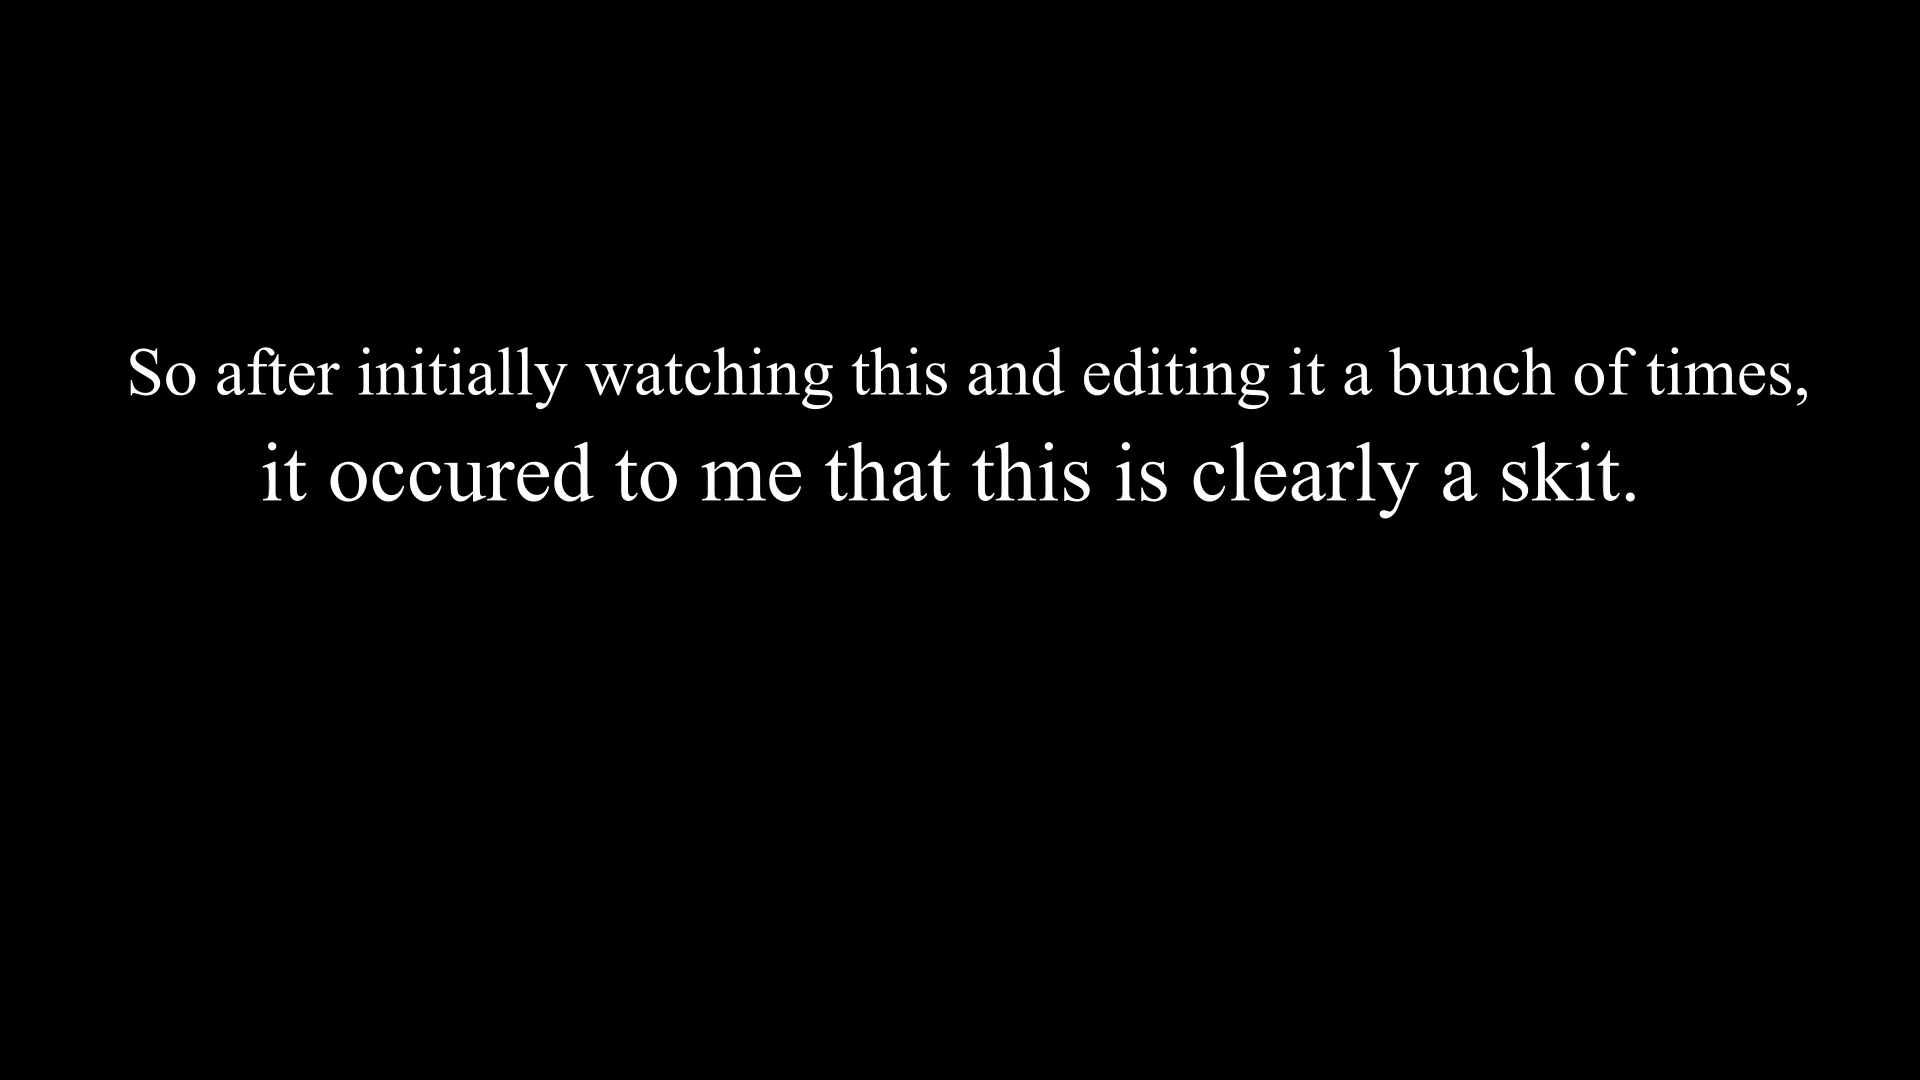 So after initially watching this and editing it a bunch of times,
it occured to me that this is clearly a skit.